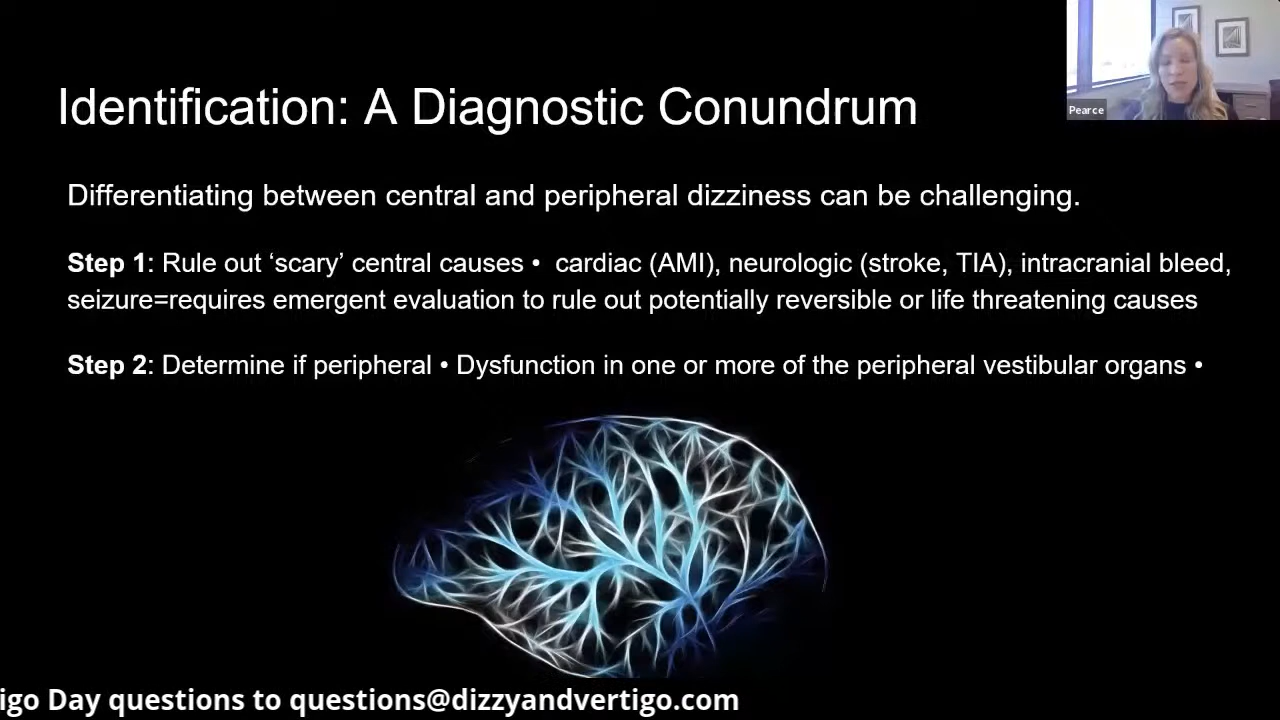 Pearce
Identification: A Diagnostic Conundrum
Differentiating between central and peripheral dizziness can be challenging.
Step 1: Rule out ‘scary’ central causes •  cardiac (AMI), neurologic (stroke, TIA), intracranial bleed,
seizure=requires emergent evaluation to rule out potentially reversible or life threatening causes
Step 2: Determine if peripheral • Dysfunction in one or more of the peripheral vestibular organs •
igo Day questions to questions@dizzyandvertigo.com